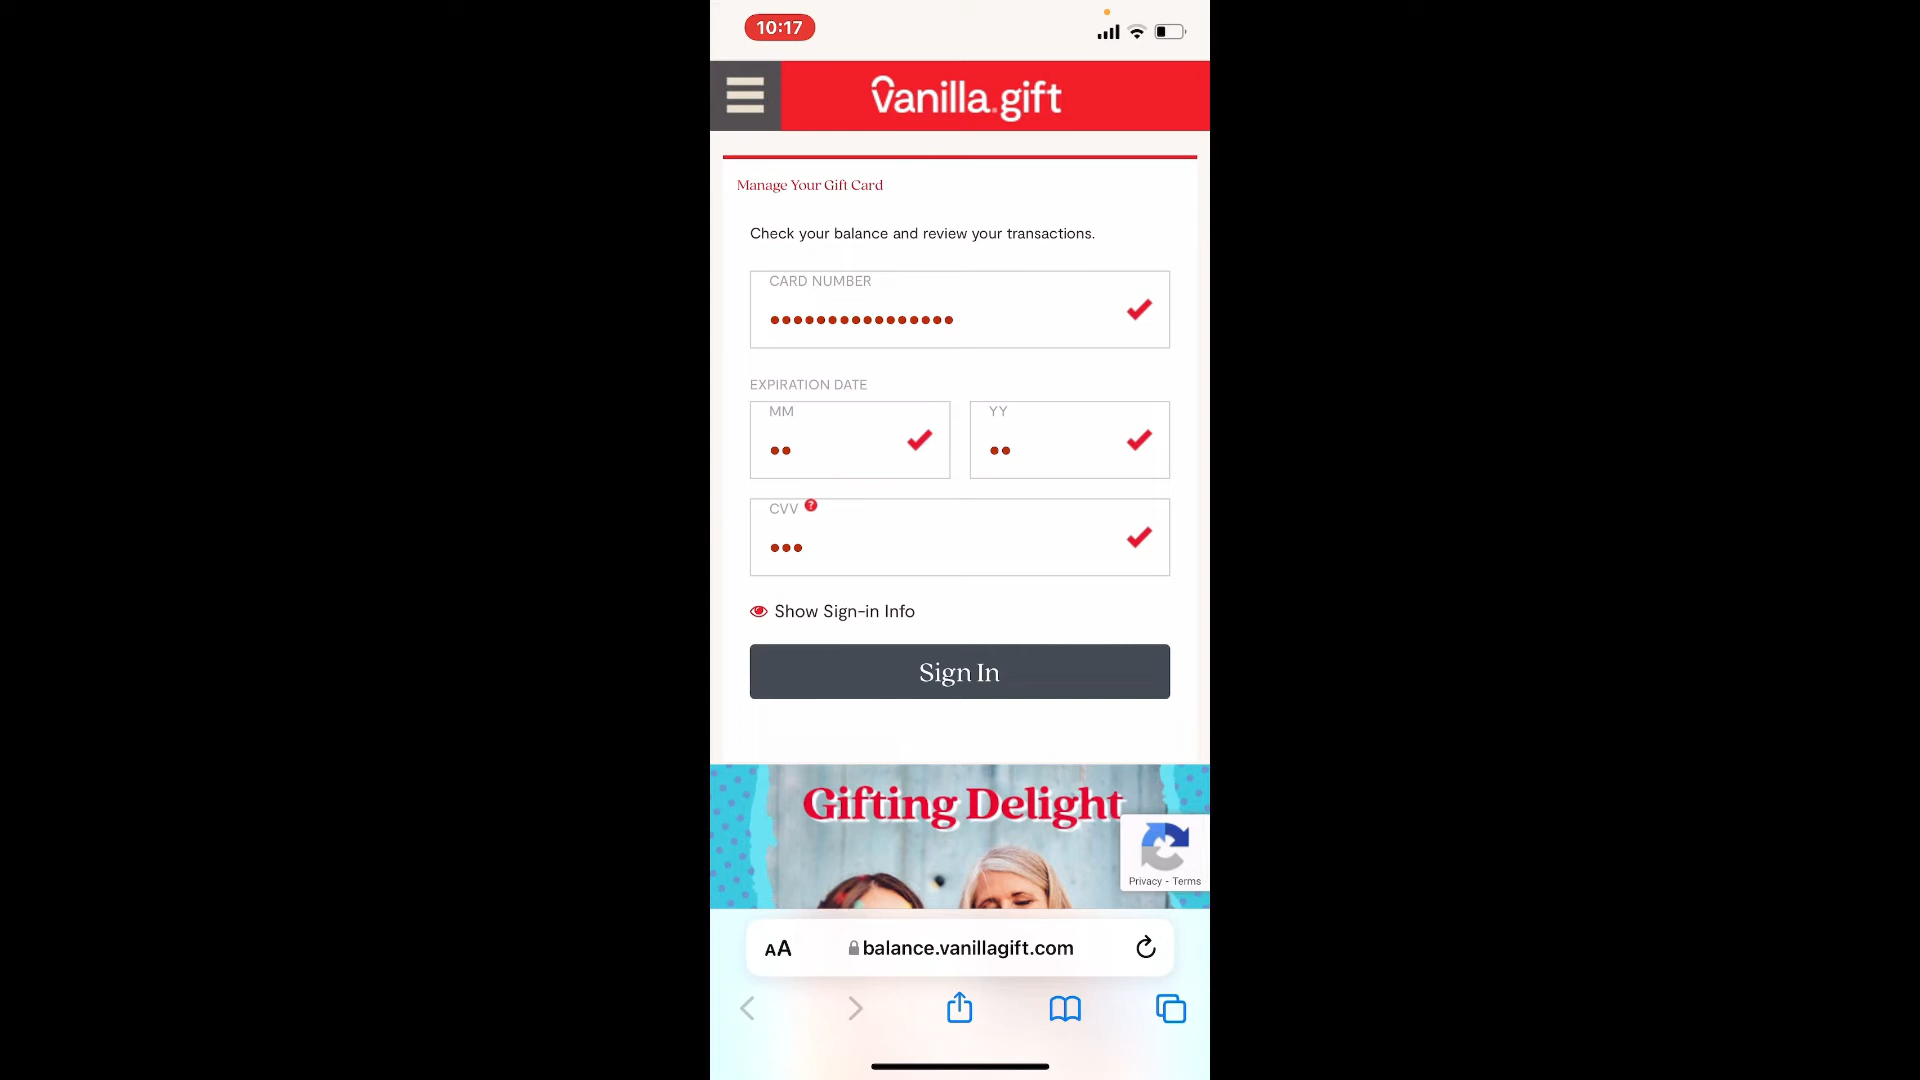 10:17
vanilla.gift
Manage Your Gift Card
Check your balance and review your transactions.
CARD NUMBER
••••••••••••••••
EXPIRATION DATE
MM
••
YY
••
CVV ?
•••
Show Sign-in Info
Sign In
Gifting Delight
Privacy - Terms
AA
balance.vanillagift.com